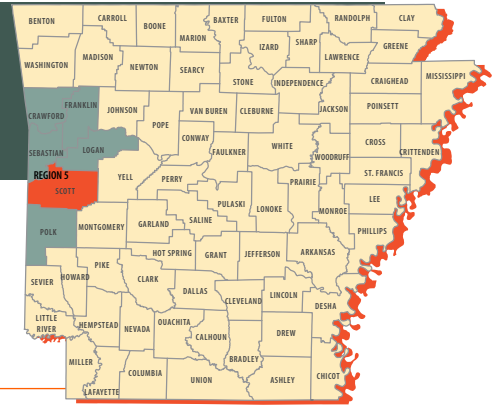 BENTON
CARROLL
BOONE
BAXTER
FULTON
RANDOLPH
CLAY
MARION
IZARD
SHARP
GREENE
WASHINGTON
MADISON
NEWTON
SEARCY
LAWRENCE
STONE
INDEPENDENCE
CRAIGHEAD
MISSISSIPPI
FRANKLIN
CRAWFORD
JOHNSON
POPE
VAN BUREN
CLEBURNE
JACKSON
POINSETT
CONWAY
FAULKNER
WHITE
WOODRUFF
CROSS
CRITTENDEN
SEBASTIAN
LOGAN
REGION 5
SCOTT
YELL
PERRY
PULASKI
LONOKE
PRAIRIE
MONROE
ST. FRANCIS
LEE
PHILLIPS
POLK
MONTGOMERY
GARLAND
SALINE
HOT SPRING
GRANT
JEFFERSON
ARKANSAS
SEVIER
HOWARD
PIKE
CLARK
DALLAS
CLEVELAND
LINCOLN
DESHA
LITTLE
RIVER
HEMPSTEAD
NEVADA
OUACHITA
CALHOUN
BRADLEY
DREW
MILLER
LAFAYETTE
COLUMBIA
UNION
ASHLEY
CHICOT